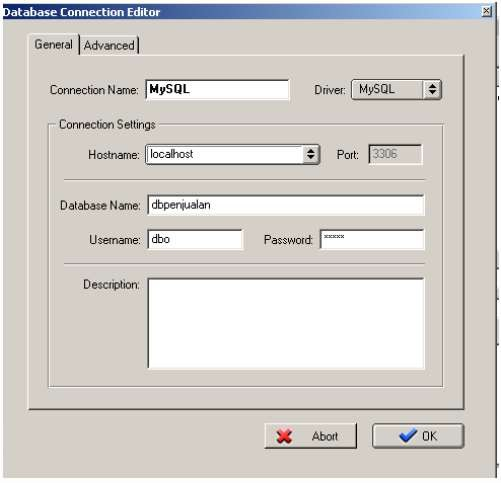 Database Connection Editor
General Advanced
Connection Name: MySQL Driver: MySQL
Connection Settings
Hostname: localhost Port: 3306
Database Name: dbpenjualan
Username: dbo Password: *****
Description:
Abort OK